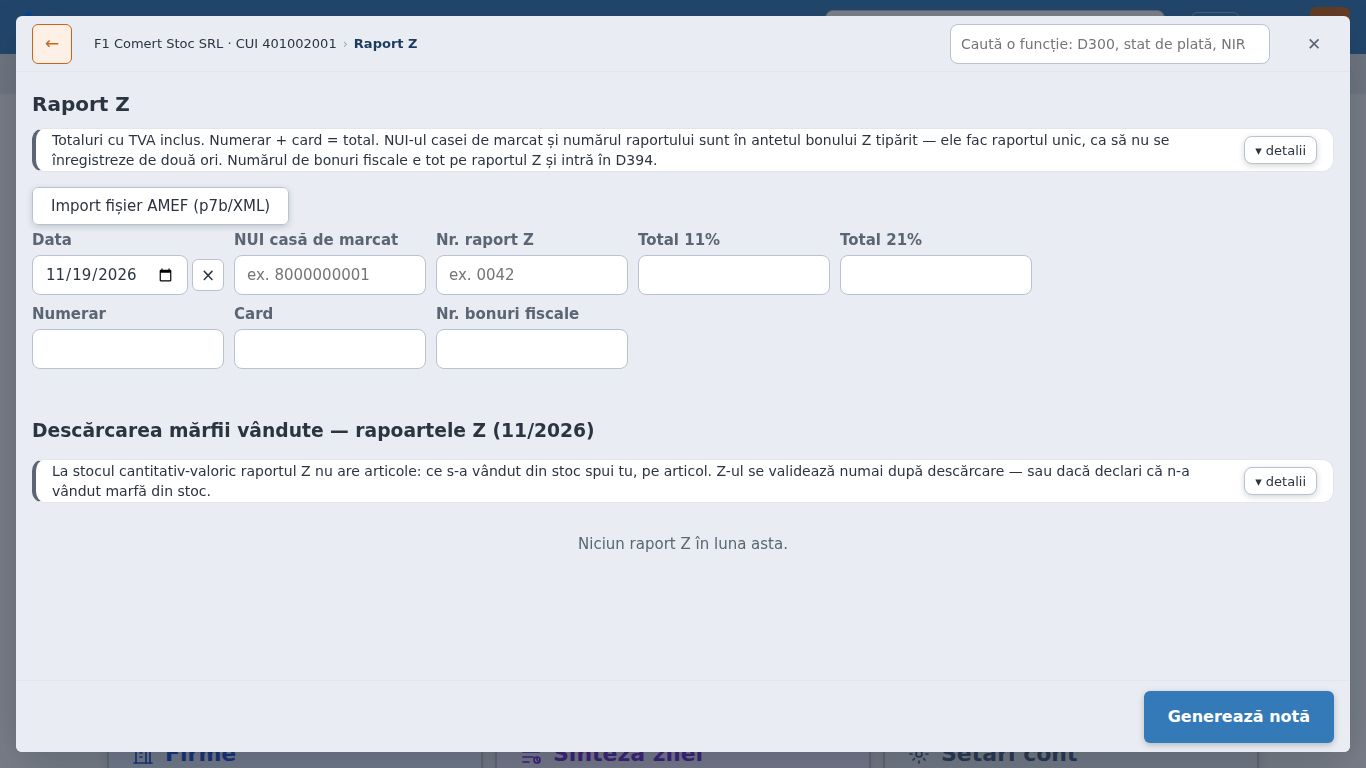 ← F1 Comert Stoc SRL · CUI 401002001 › Raport Z Caută o funcție: D300, stat de plată, NIR ✕
Raport Z
Totaluri cu TVA inclus. Numerar + card = total. NUI-ul casei de marcat și numărul raportului sunt în antetul bonului Z tipărit — ele fac raportul unic, ca să nu se
înregistreze de două ori. Numărul de bonuri fiscale e tot pe raportul Z și intră în D394.
▾ detalii
Import fișier AMEF (p7b/XML)
Data NUI casă de marcat Nr. raport Z Total 11% Total 21%
11/19/2026 ✕ ex. 8000000001 ex. 0042
Numerar Card Nr. bonuri fiscale
Descărcarea mărfii vândute — rapoartele Z (11/2026)
La stocul cantitativ-valoric raportul Z nu are articole: ce s-a vândut din stoc spui tu, pe articol. Z-ul se validează numai după descărcare — sau dacă declari că n-a
vândut marfă din stoc.
▾ detalii
Niciun raport Z în luna asta.
Generează notă
Firme Sinteza zilei Setări cont